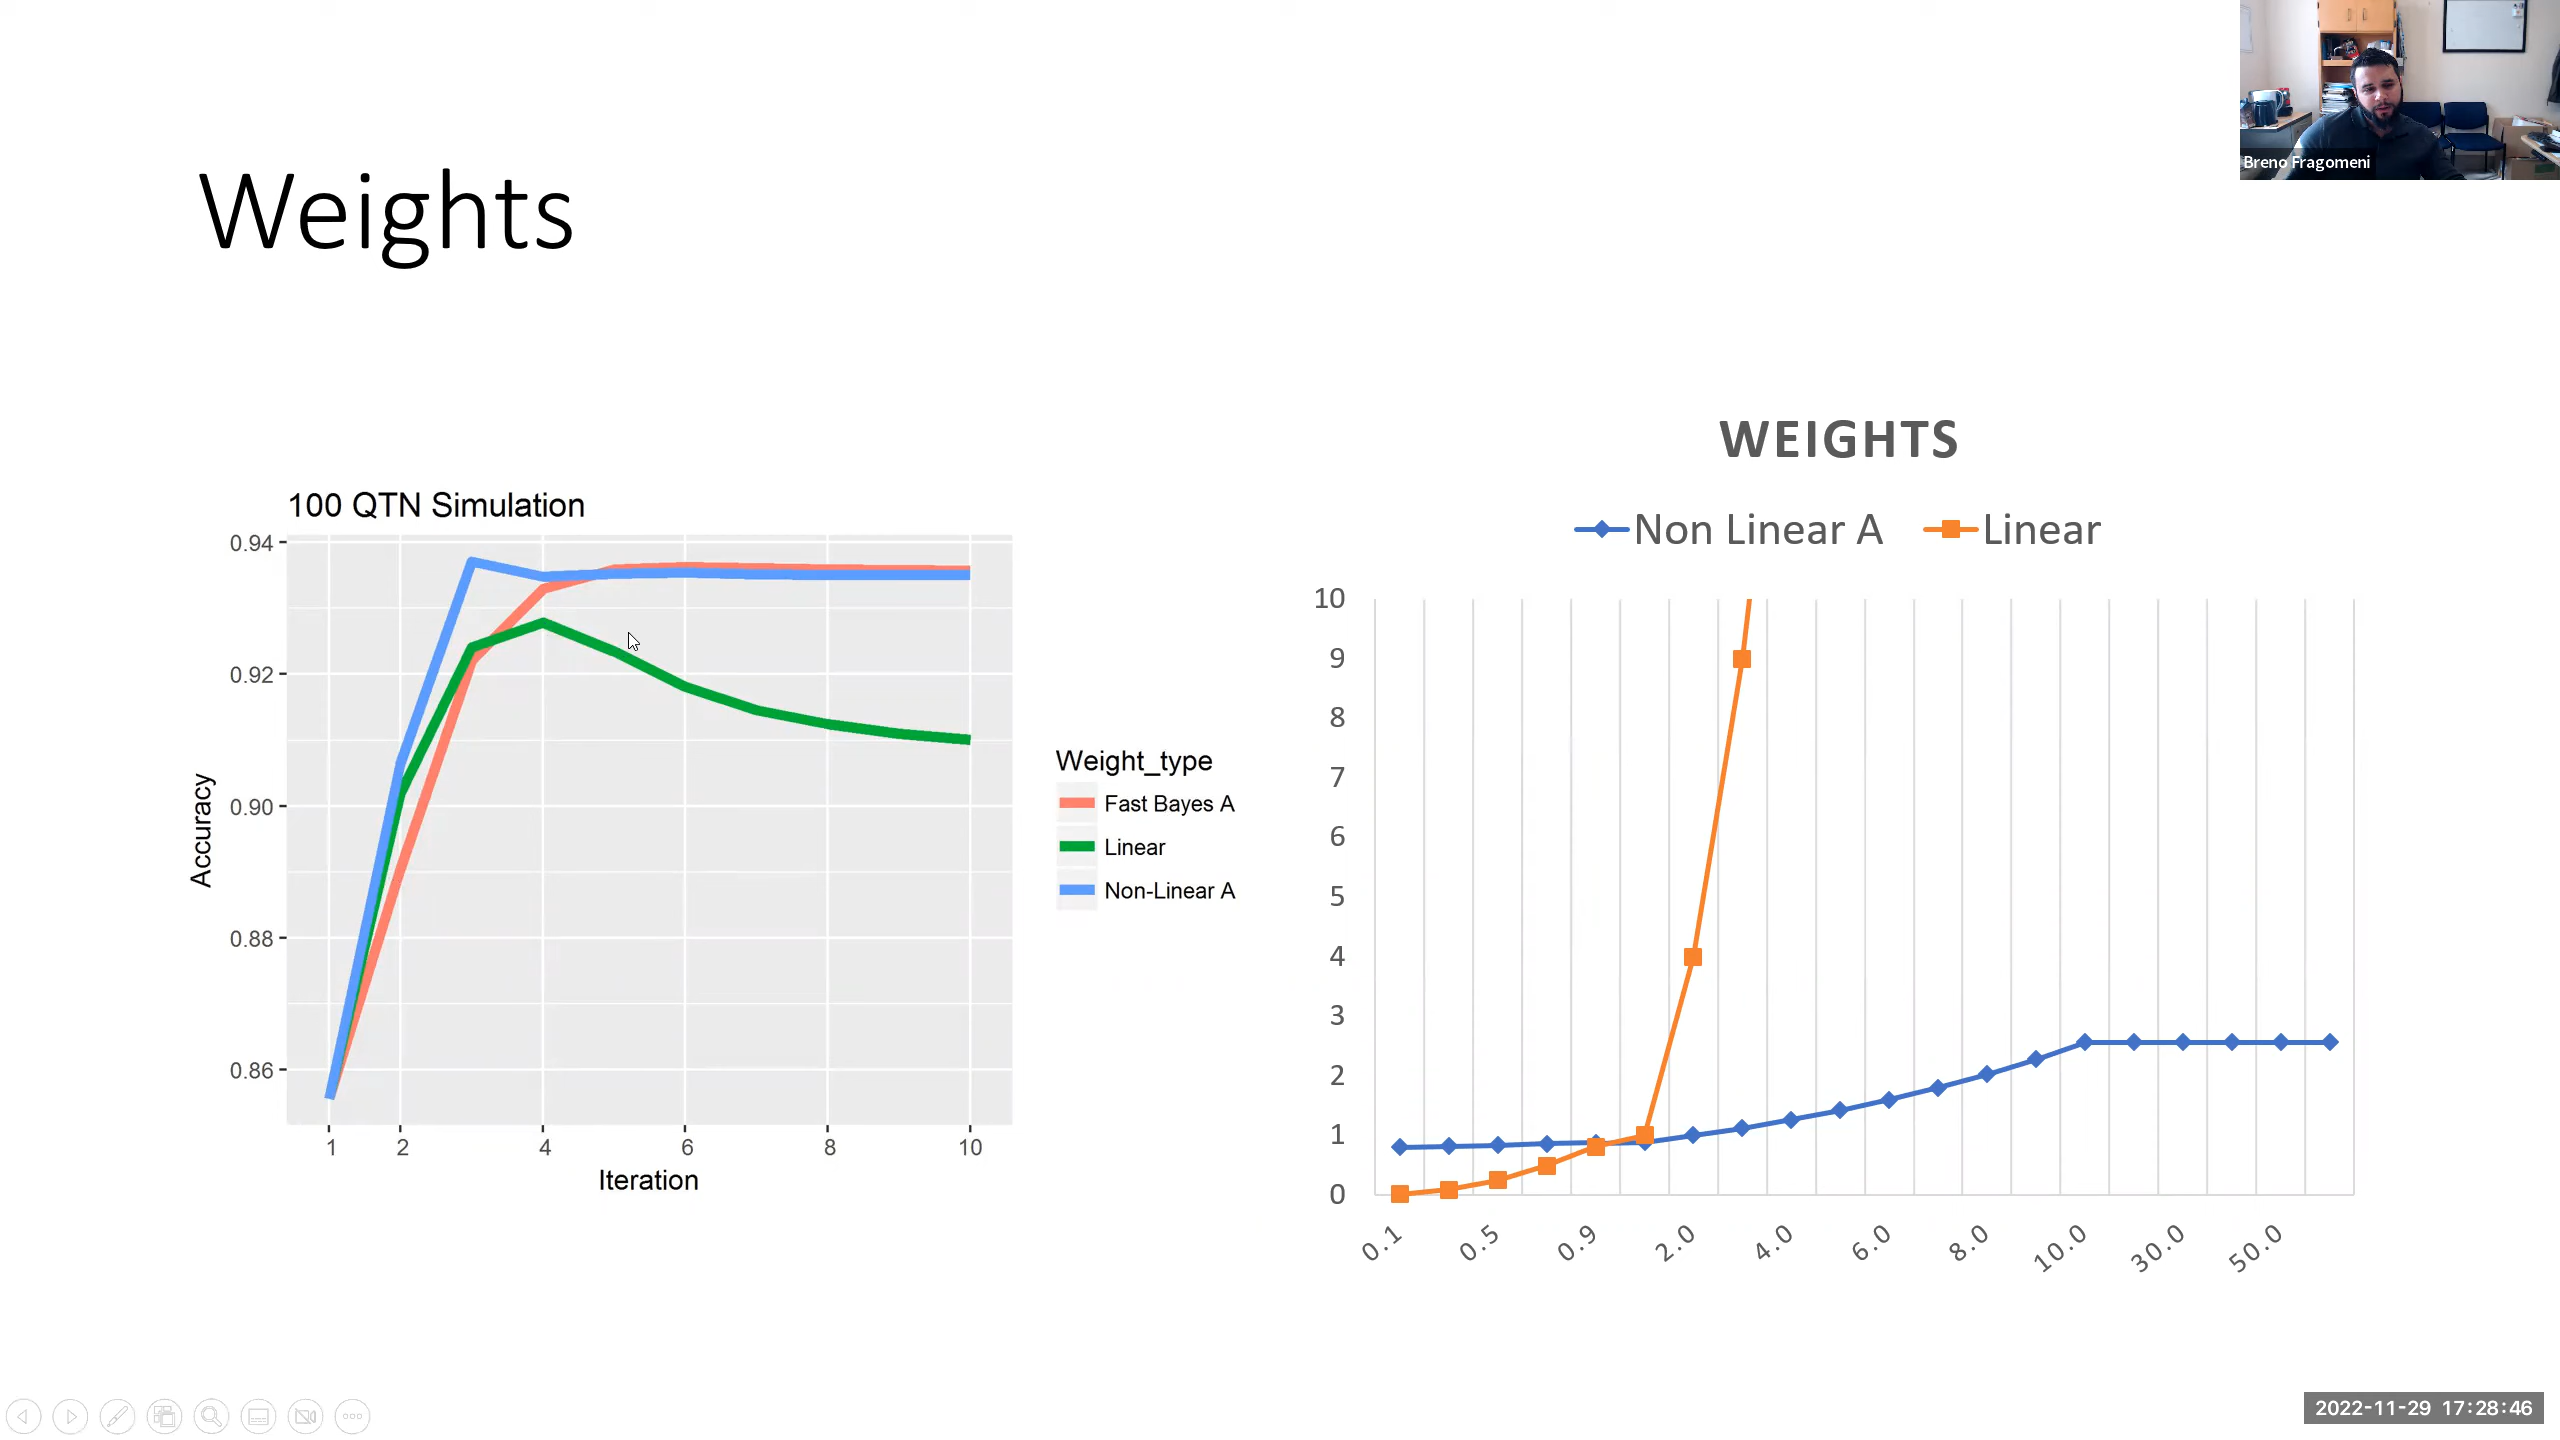 Breno Fragomeni
Weights
100 QTN Simulation
0.94
0.92
0.90
0.88
0.86
Accuracy
1 2 4 6 8 10
Iteration
Weight_type
Fast Bayes A
Linear
Non-Linear A
WEIGHTS
Non Linear A Linear
10
9
8
7
6
5
4
3
2
1
0
0.1 0.5 0.9 2.0 4.0 6.0 8.0 10.0 30.0 50.0
2022-11-29 17:28:46